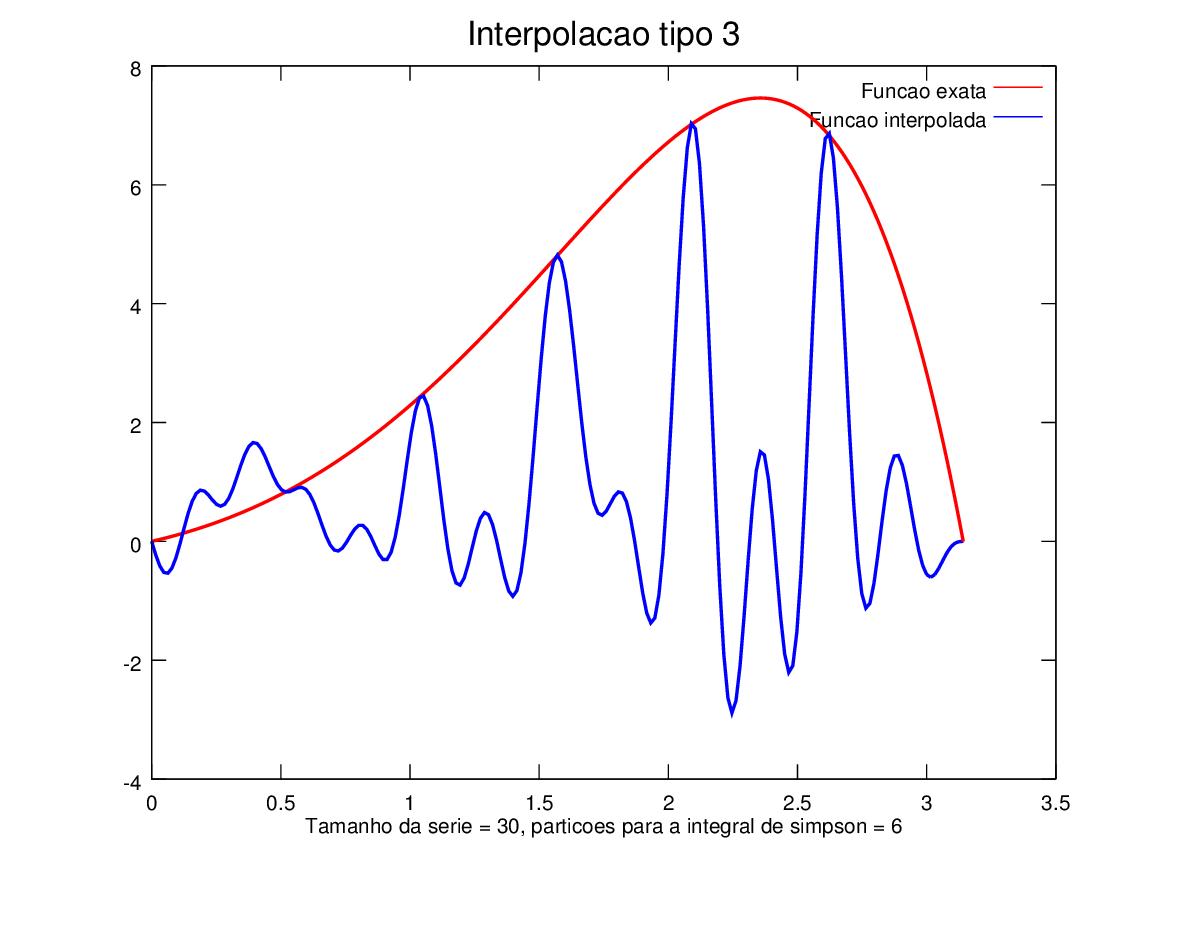 Interpolacao tipo 3
8
Funcao exata
Funcao interpolada
6
4
2
0
-2
-4
0 0.5 1 1.5 2 2.5 3 3.5
Tamanho da serie = 30, particoes para a integral de simpson = 6